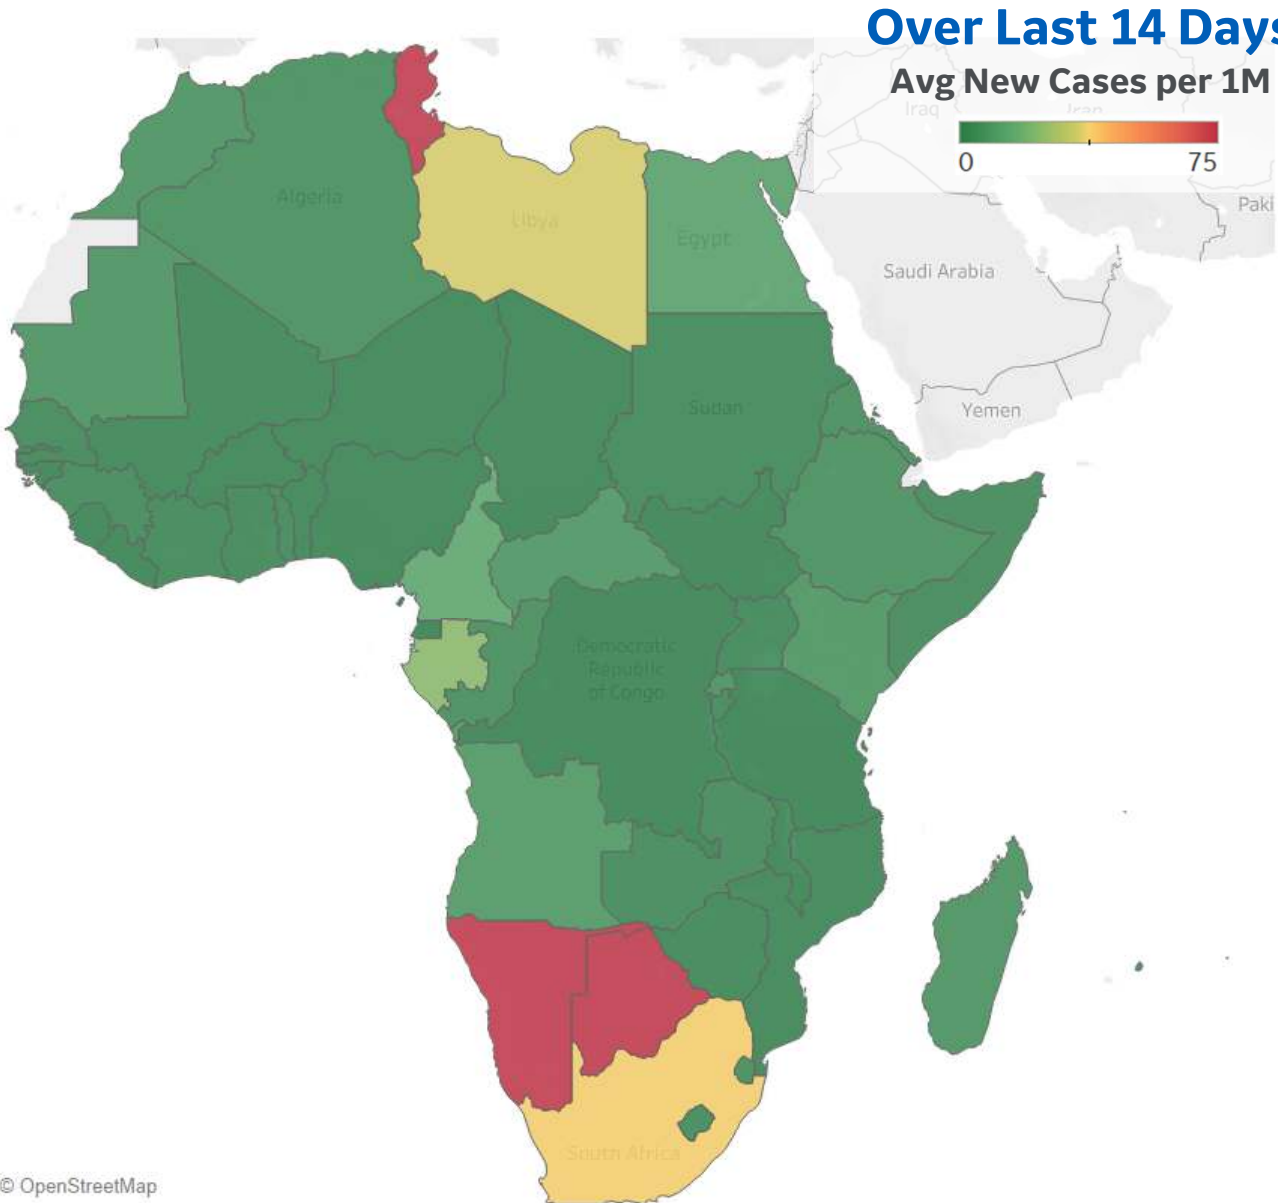 Over Last 14 Days
Avg New Cases per 1M
Iraq
Iran
0
75
Paki
Algeria
Libya
Egypt
Saudi Arabia
Sudan
Yemen
Democratic
Republic
of Congo
South Africa
© OpenStreetMap